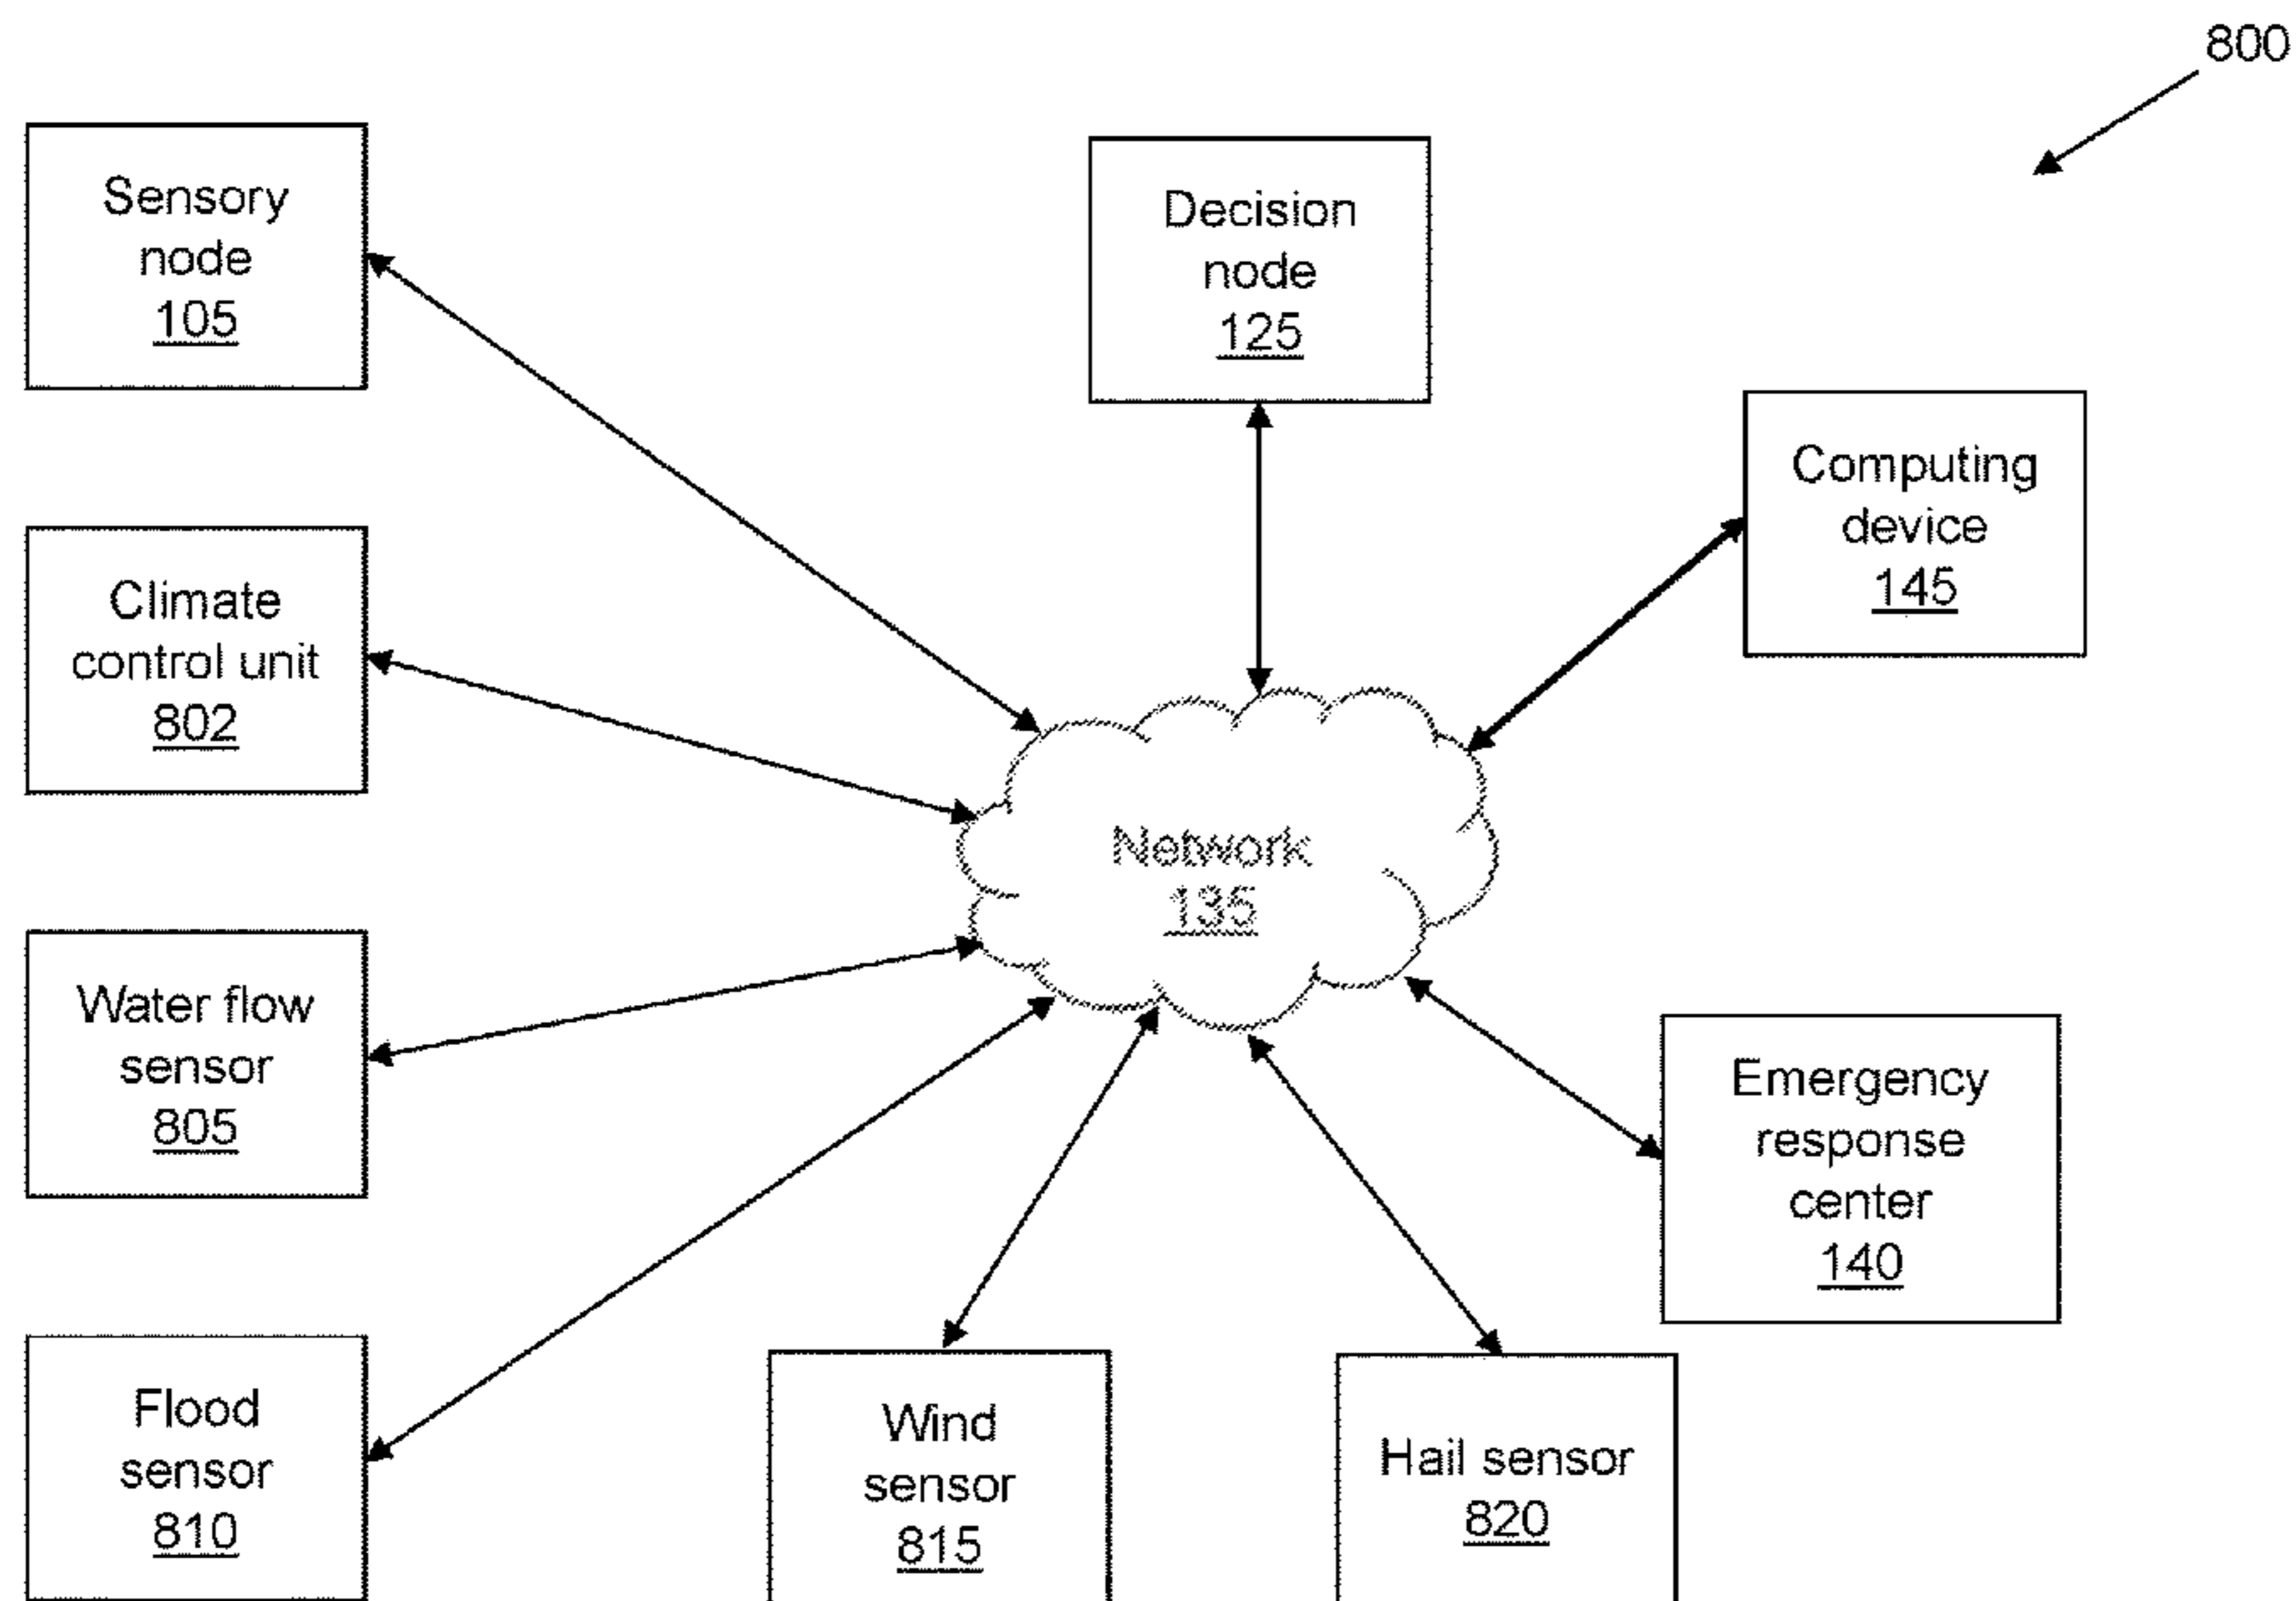 800
Sensory
node
105
Decision
node
125
Computing
device
145
Climate
control unit
802
Network
135
Water flow
sensor
805
Emergency
response
center
140
Flood
sensor
810
Wind
sensor
815
Hail sensor
820